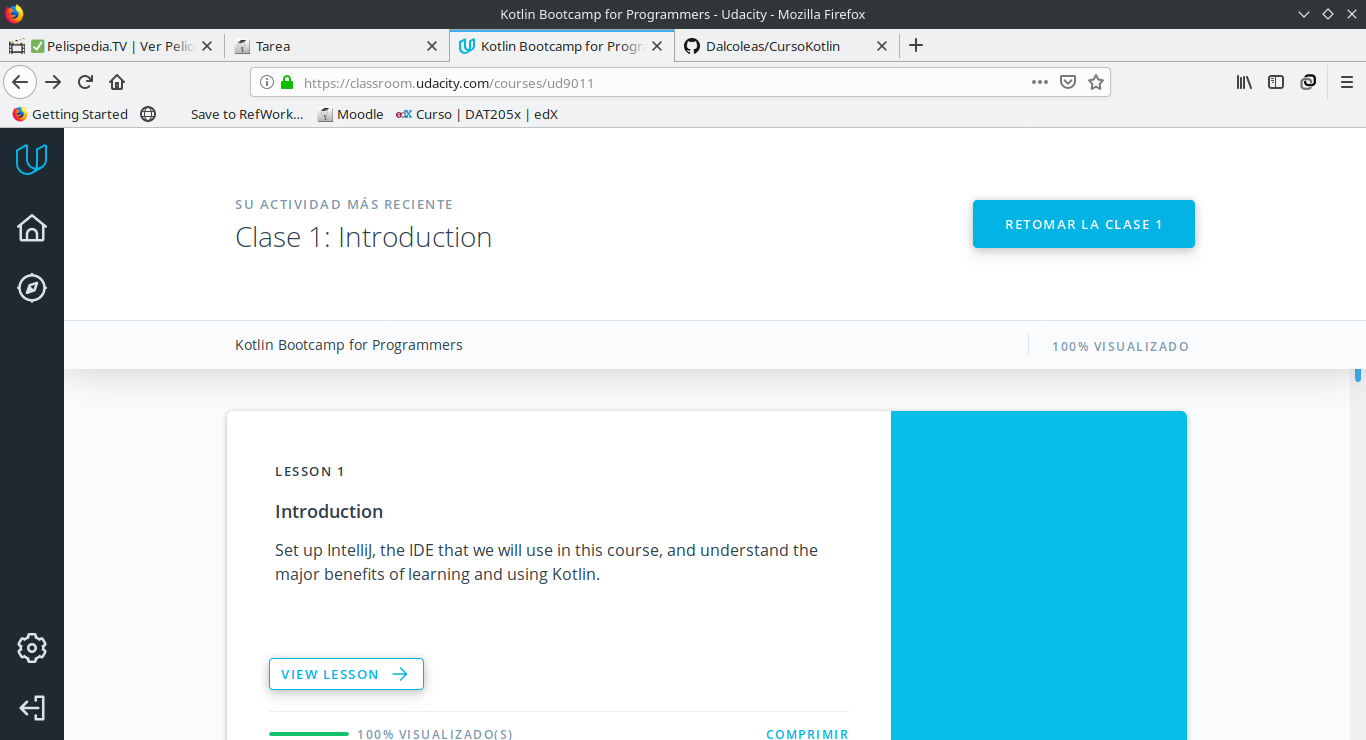 Kotlin Bootcamp for Programmers - Udacity - Mozilla Firefox
Pelispedia.TV | Ver Pelic
Tarea
Kotlin Bootcamp for Progra
Dalcoleas/CursoKotlin
https://classroom.udacity.com/courses/ud9011
Getting Started
Save to RefWork...
Moodle
edX Curso | DAT205x | edX
SU ACTIVIDAD MÁS RECIENTE
Clase 1: Introduction
RETOMAR LA CLASE 1
Kotlin Bootcamp for Programmers
100% VISUALIZADO
LESSON 1
Introduction
Set up IntelliJ, the IDE that we will use in this course, and understand the
major benefits of learning and using Kotlin.
VIEW LESSON
100% VISUALIZADO(S)
COMPRIMIR